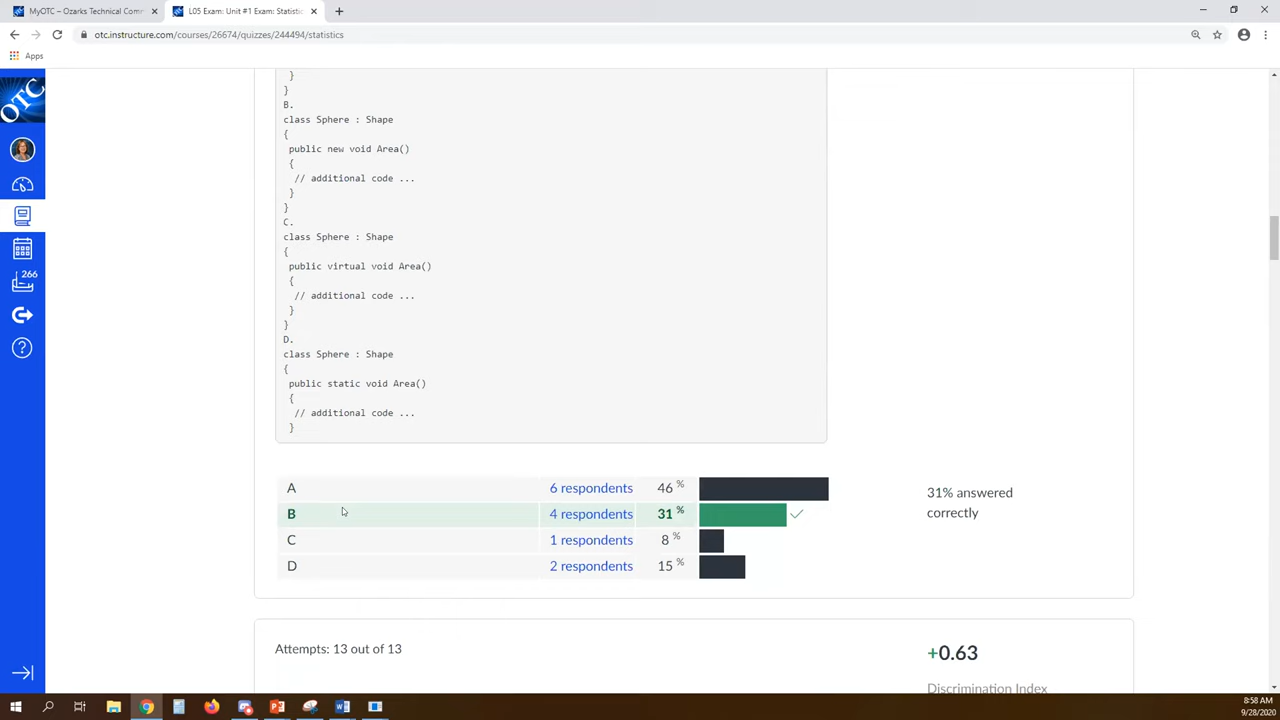 MyOTC – Ozarks Technical Comm
L05 Exam: Unit #1 Exam: Statistic
otc.instructure.com/courses/26674/quizzes/244494/statistics
Apps
OTC
266
}
}
B.
class Sphere : Shape
{
public new void Area()
{
// additional code ...
}
}
C.
class Sphere : Shape
{
public virtual void Area()
{
// additional code ...
}
}
D.
class Sphere : Shape
{
public static void Area()
{
// additional code ...
}
A 6 respondents 46 %
B 4 respondents 31 %
C 1 respondents 8 %
D 2 respondents 15 %
31% answered
correctly
Attempts: 13 out of 13
+0.63
Discrimination Index
8:58 AM
9/28/2020